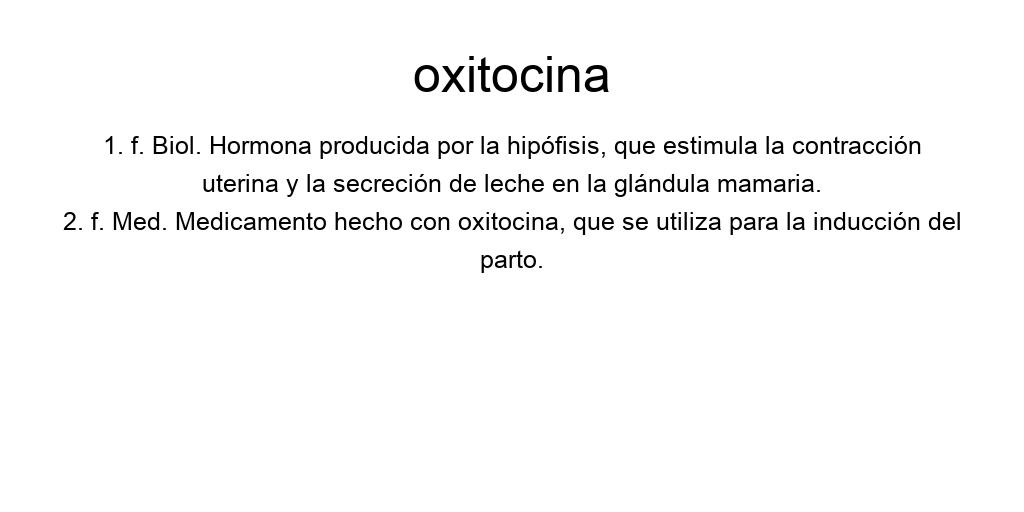 oxitocina
1. f. Biol. Hormona producida por la hipófisis, que estimula la contracción
uterina y la secreción de leche en la glándula mamaria.
2. f. Med. Medicamento hecho con oxitocina, que se utiliza para la inducción del
parto.